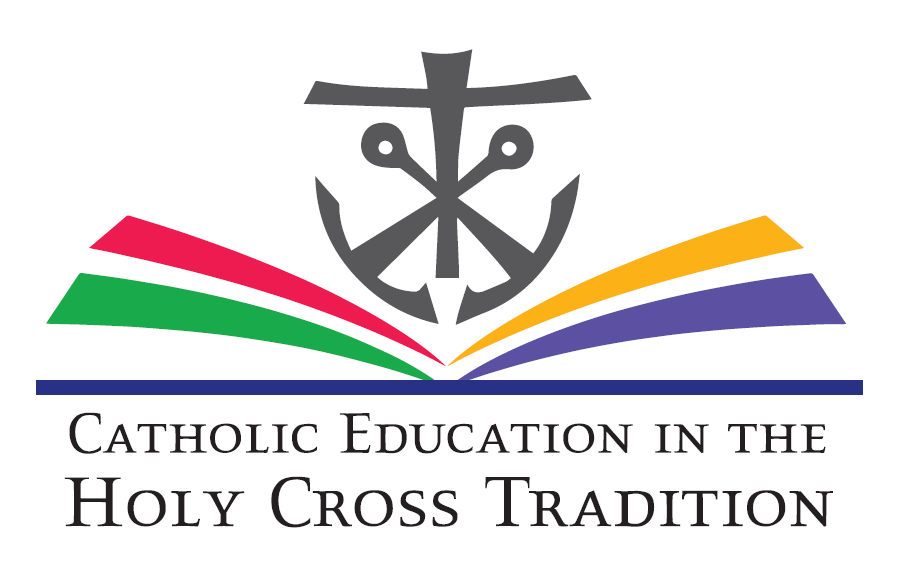 Catholic Education in the
Holy Cross Tradition